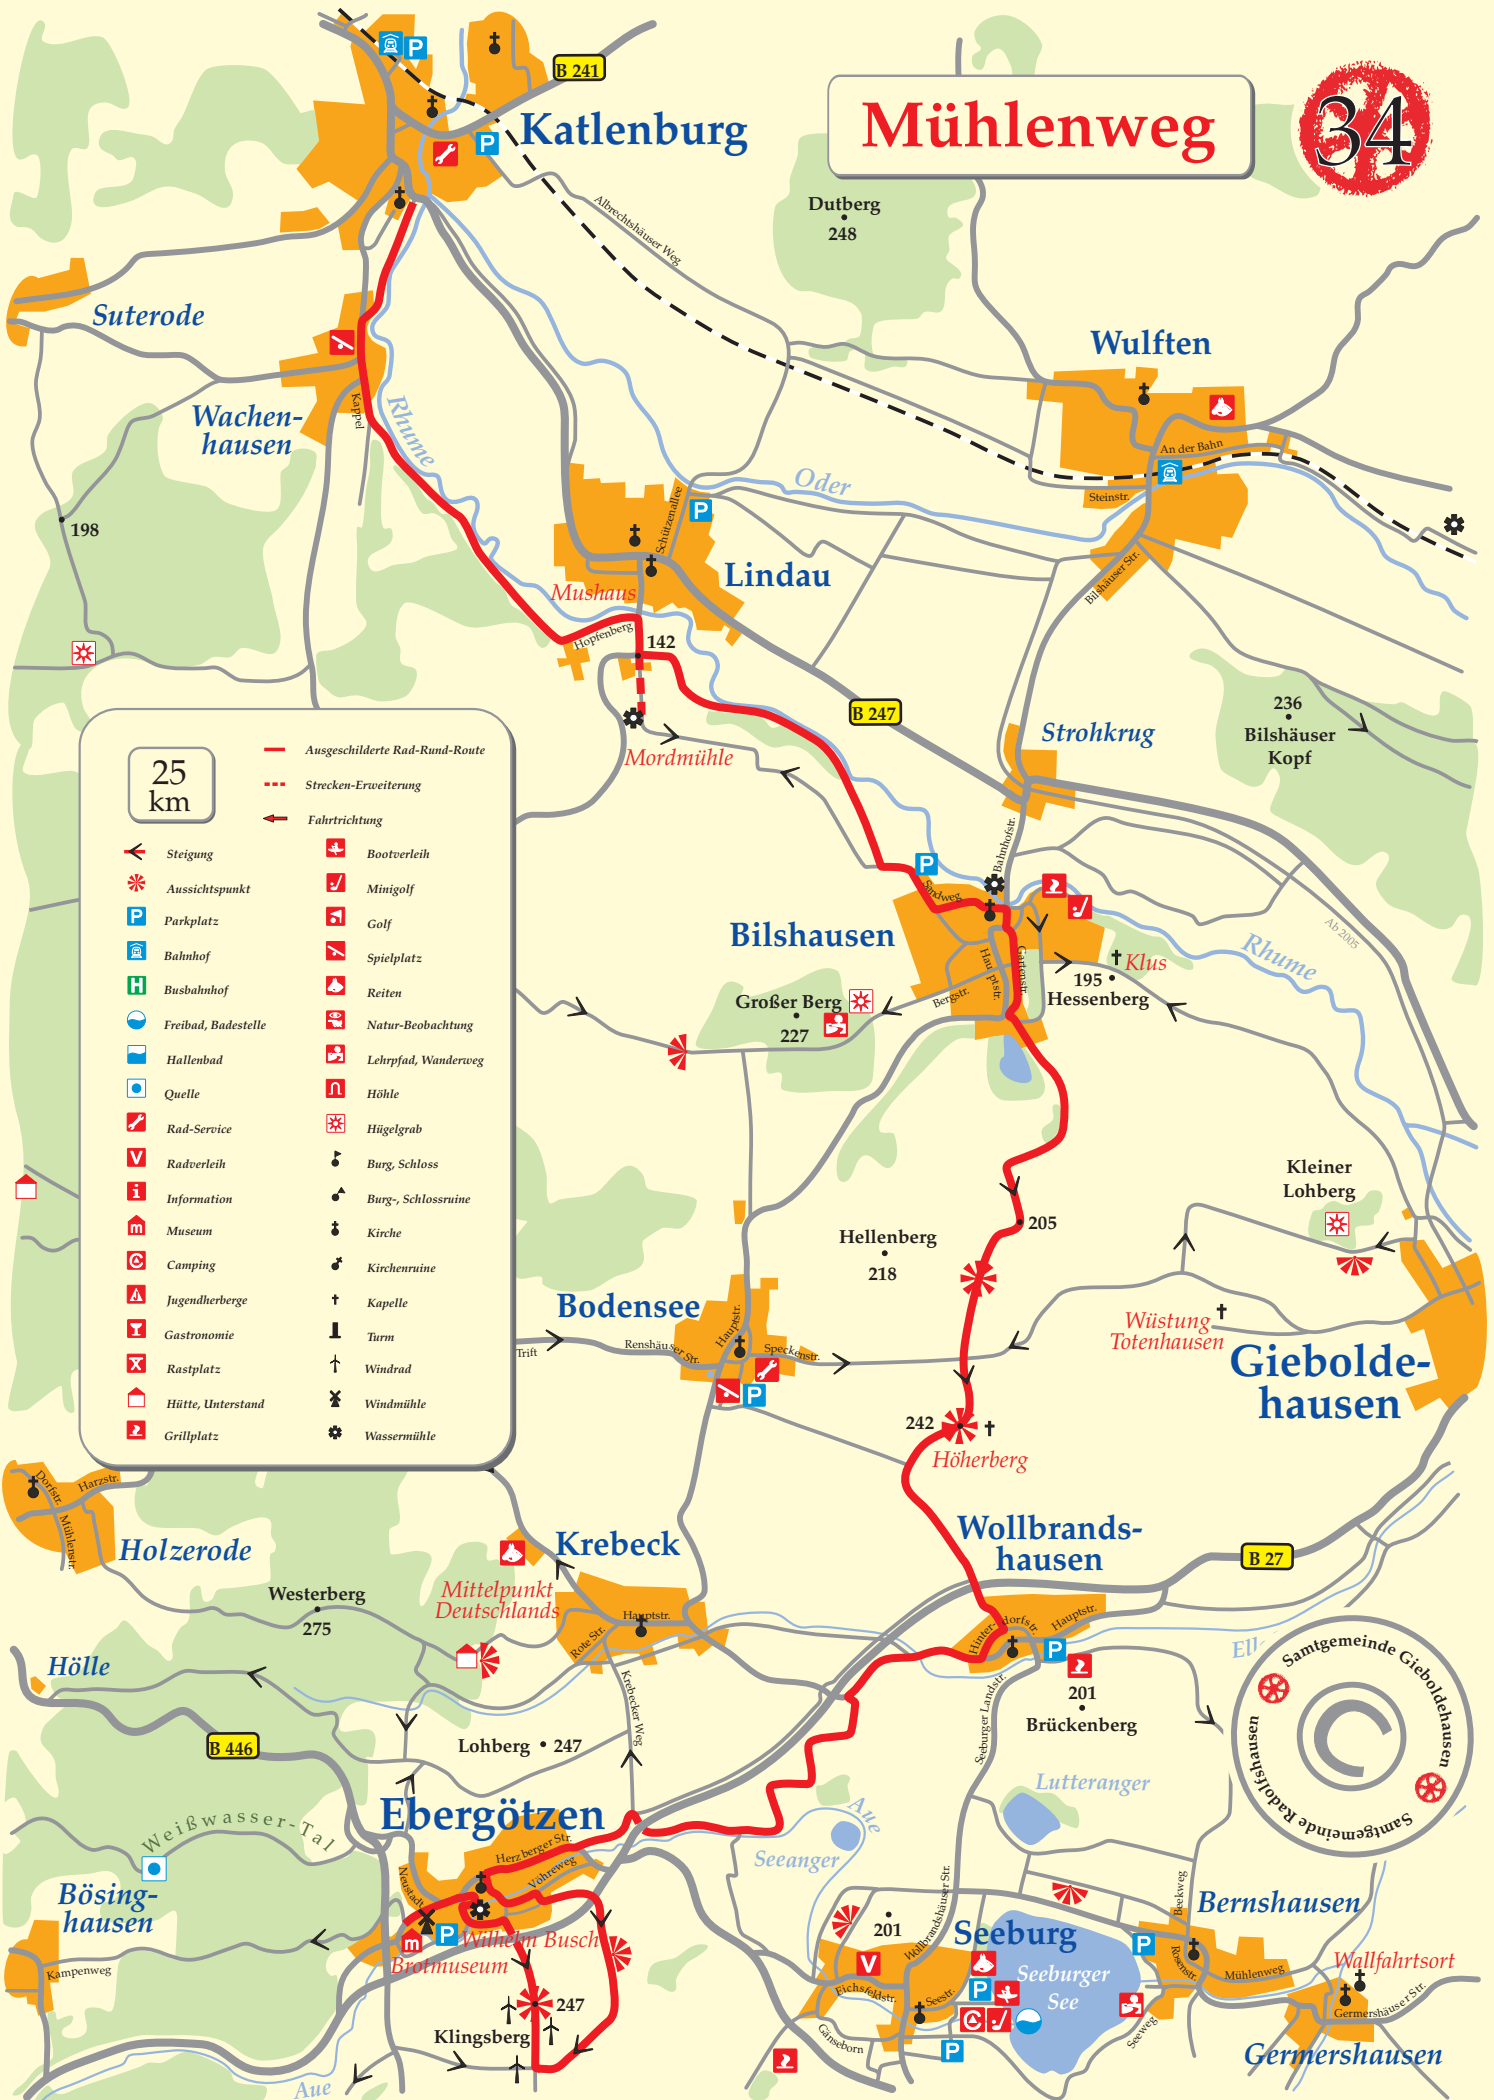 B 241
Katlenburg
Mühlenweg
34
Albrechtshäuser Weg
Dutberg
248
Suterode
Wulften
Wachen-
hausen
Kappel
Rhume
Oder
An der Bahn
Steinstr.
Schützenallee
198
Lindau
Bilshäuser Str.
Mushaus
Hopfenberg
142
B 247
Strohkrug
236
Bilshäuser
Kopf
Mordmühle
25
km
Ausgeschilderte Rad-Rund-Route
Strecken-Erweiterung
Fahrtrichtung
Steigung
Bootverleih
Aussichtspunkt
Minigolf
P
Parkplatz
Golf
Bahnhof
Spielplatz
H
Busbahnhof
Reiten
Freibad, Badestelle
Natur-Beobachtung
Hallenbad
Lehrpfad, Wanderweg
Quelle
Höhle
Rad-Service
Hügelgrab
V
Radverleih
Burg, Schloss
i
Information
Burg-, Schlossruine
m
Museum
Kirche
Camping
Kirchenruine
Jugendherberge
Kapelle
Gastronomie
Turm
Rastplatz
Windrad
Hütte, Unterstand
Windmühle
Grillplatz
Wassermühle
Bahnhofstr.
Sandweg
Bilshausen
Hauptstr.
Gartenstr.
Bergstr.
Klus
195
Hessenberg
Rhume
Ab 2005
Großer Berg
227
Kleiner
Lohberg
205
Hellenberg
218
Bodensee
Trift
Renshäuser Str.
Hauptstr.
Speckenstr.
Wüstung
Totenhausen
Giebolde-
hausen
242
Höherberg
Dorfstr.
Harzstr.
Mühlenstr.
Holzerode
Krebeck
Wollbrands-
hausen
B 27
Westerberg
275
Mittelpunkt
Deutschlands
Hauptstr.
Rote Str.
Krebecker Weg
Hinter-
dorfstr.
Hauptstr.
Seeburger Landstr.
201
Brückenberg
Ell
Samtgemeinde Gieboldehausen
Samtgemeinde Radolfshausen
C
Hölle
B 446
Lohberg
247
Weißwasser-Tal
Ebergötzen
Herzberger Str.
Vöhreweg
Neustadt
Lutteranger
Aue
Seeanger
Bösing-
hausen
Kampenweg
Wilhelm Busch
Brotmuseum
247
Klingsberg
Aue
201
Wollbrandshäuser Str.
Seeburg
Eichsfeldstr.
Seestr.
Gänseborn
Seeburger
See
Beekweg
Bernshausen
Rosenstr.
Mühlenweg
Seeweg
Wallfahrtsort
Germershäuser Str.
Germershausen